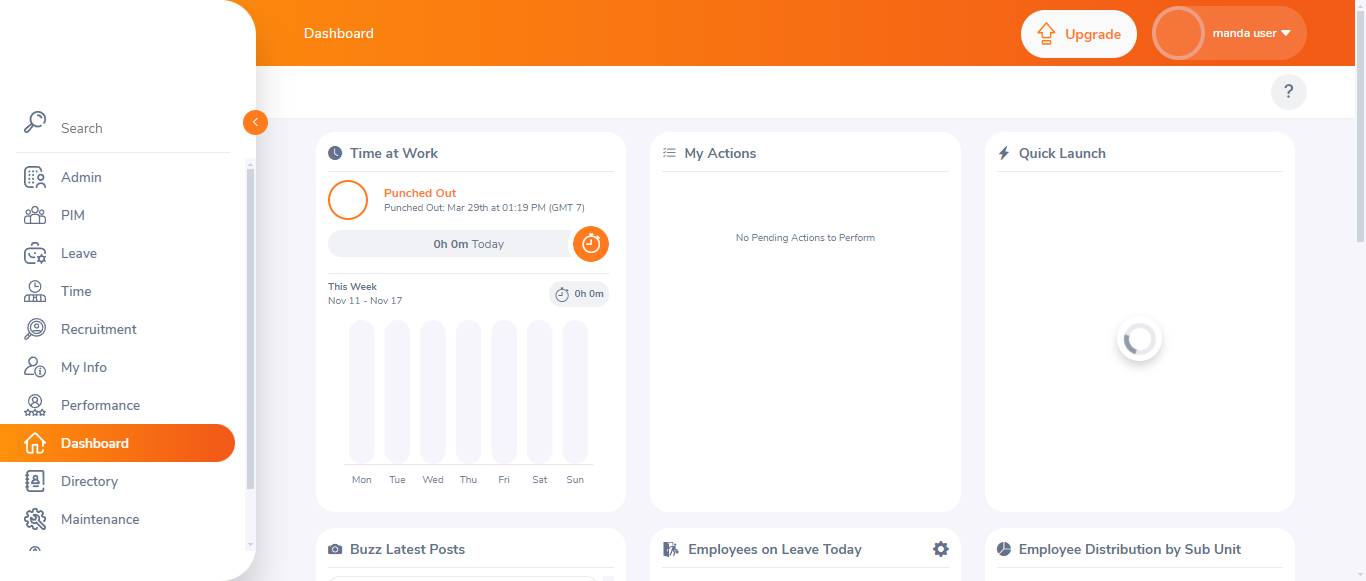 Dashboard
Upgrade
manda user
?
Search
Admin
PIM
Leave
Time
Recruitment
My Info
Performance
Dashboard
Directory
Maintenance
Time at Work
Punched Out
Punched Out: Mar 29th at 01:19 PM (GMT 7)
0h 0m Today
This Week
Nov 11 - Nov 17
0h 0m
Mon Tue Wed Thu Fri Sat Sun
My Actions
No Pending Actions to Perform
Quick Launch
Buzz Latest Posts
Employees on Leave Today
Employee Distribution by Sub Unit